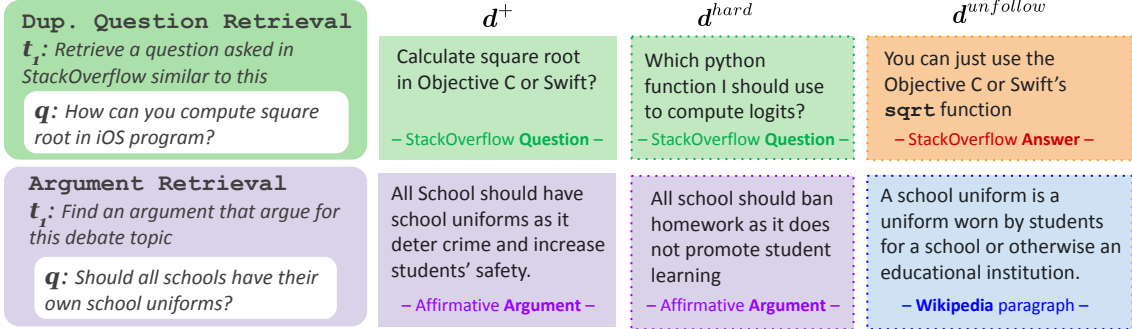 Dup. Question Retrieval
t₁: Retrieve a question asked in
StackOverflow similar to this
q: How can you compute square
root in iOS program?
d⁺
Calculate square root
in Objective C or Swift?
– StackOverflow Question –
d^hard
Which python
function I should use
to compute logits?
– StackOverflow Question –
d^unfollow
You can just use the
Objective C or Swift's
sqrt function
– StackOverflow Answer –
Argument Retrieval
t₁: Find an argument that argue for
this debate topic
q: Should all schools have their
own school uniforms?
All School should have
school uniforms as it
deter crime and increase
students' safety.
– Affirmative Argument –
All school should ban
homework as it does
not promote student
learning
– Affirmative Argument –
A school uniform is a
uniform worn by students
for a school or otherwise an
educational institution.
– Wikipedia paragraph –